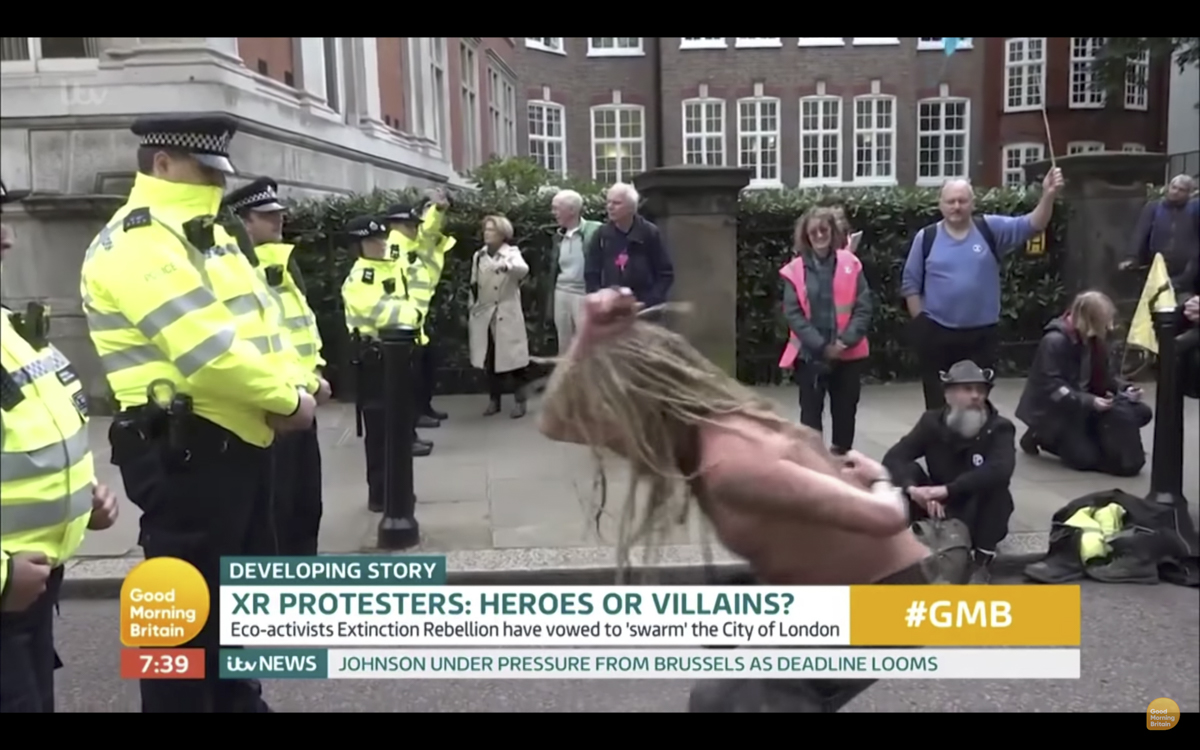 itv
POLICE
DEVELOPING STORY
Good
Morning
Britain
XR PROTESTERS: HEROES OR VILLAINS?
Eco-activists Extinction Rebellion have vowed to 'swarm' the City of London
#GMB
7:39
itv NEWS
JOHNSON UNDER PRESSURE FROM BRUSSELS AS DEADLINE LOOMS
Good
Morning
Britain